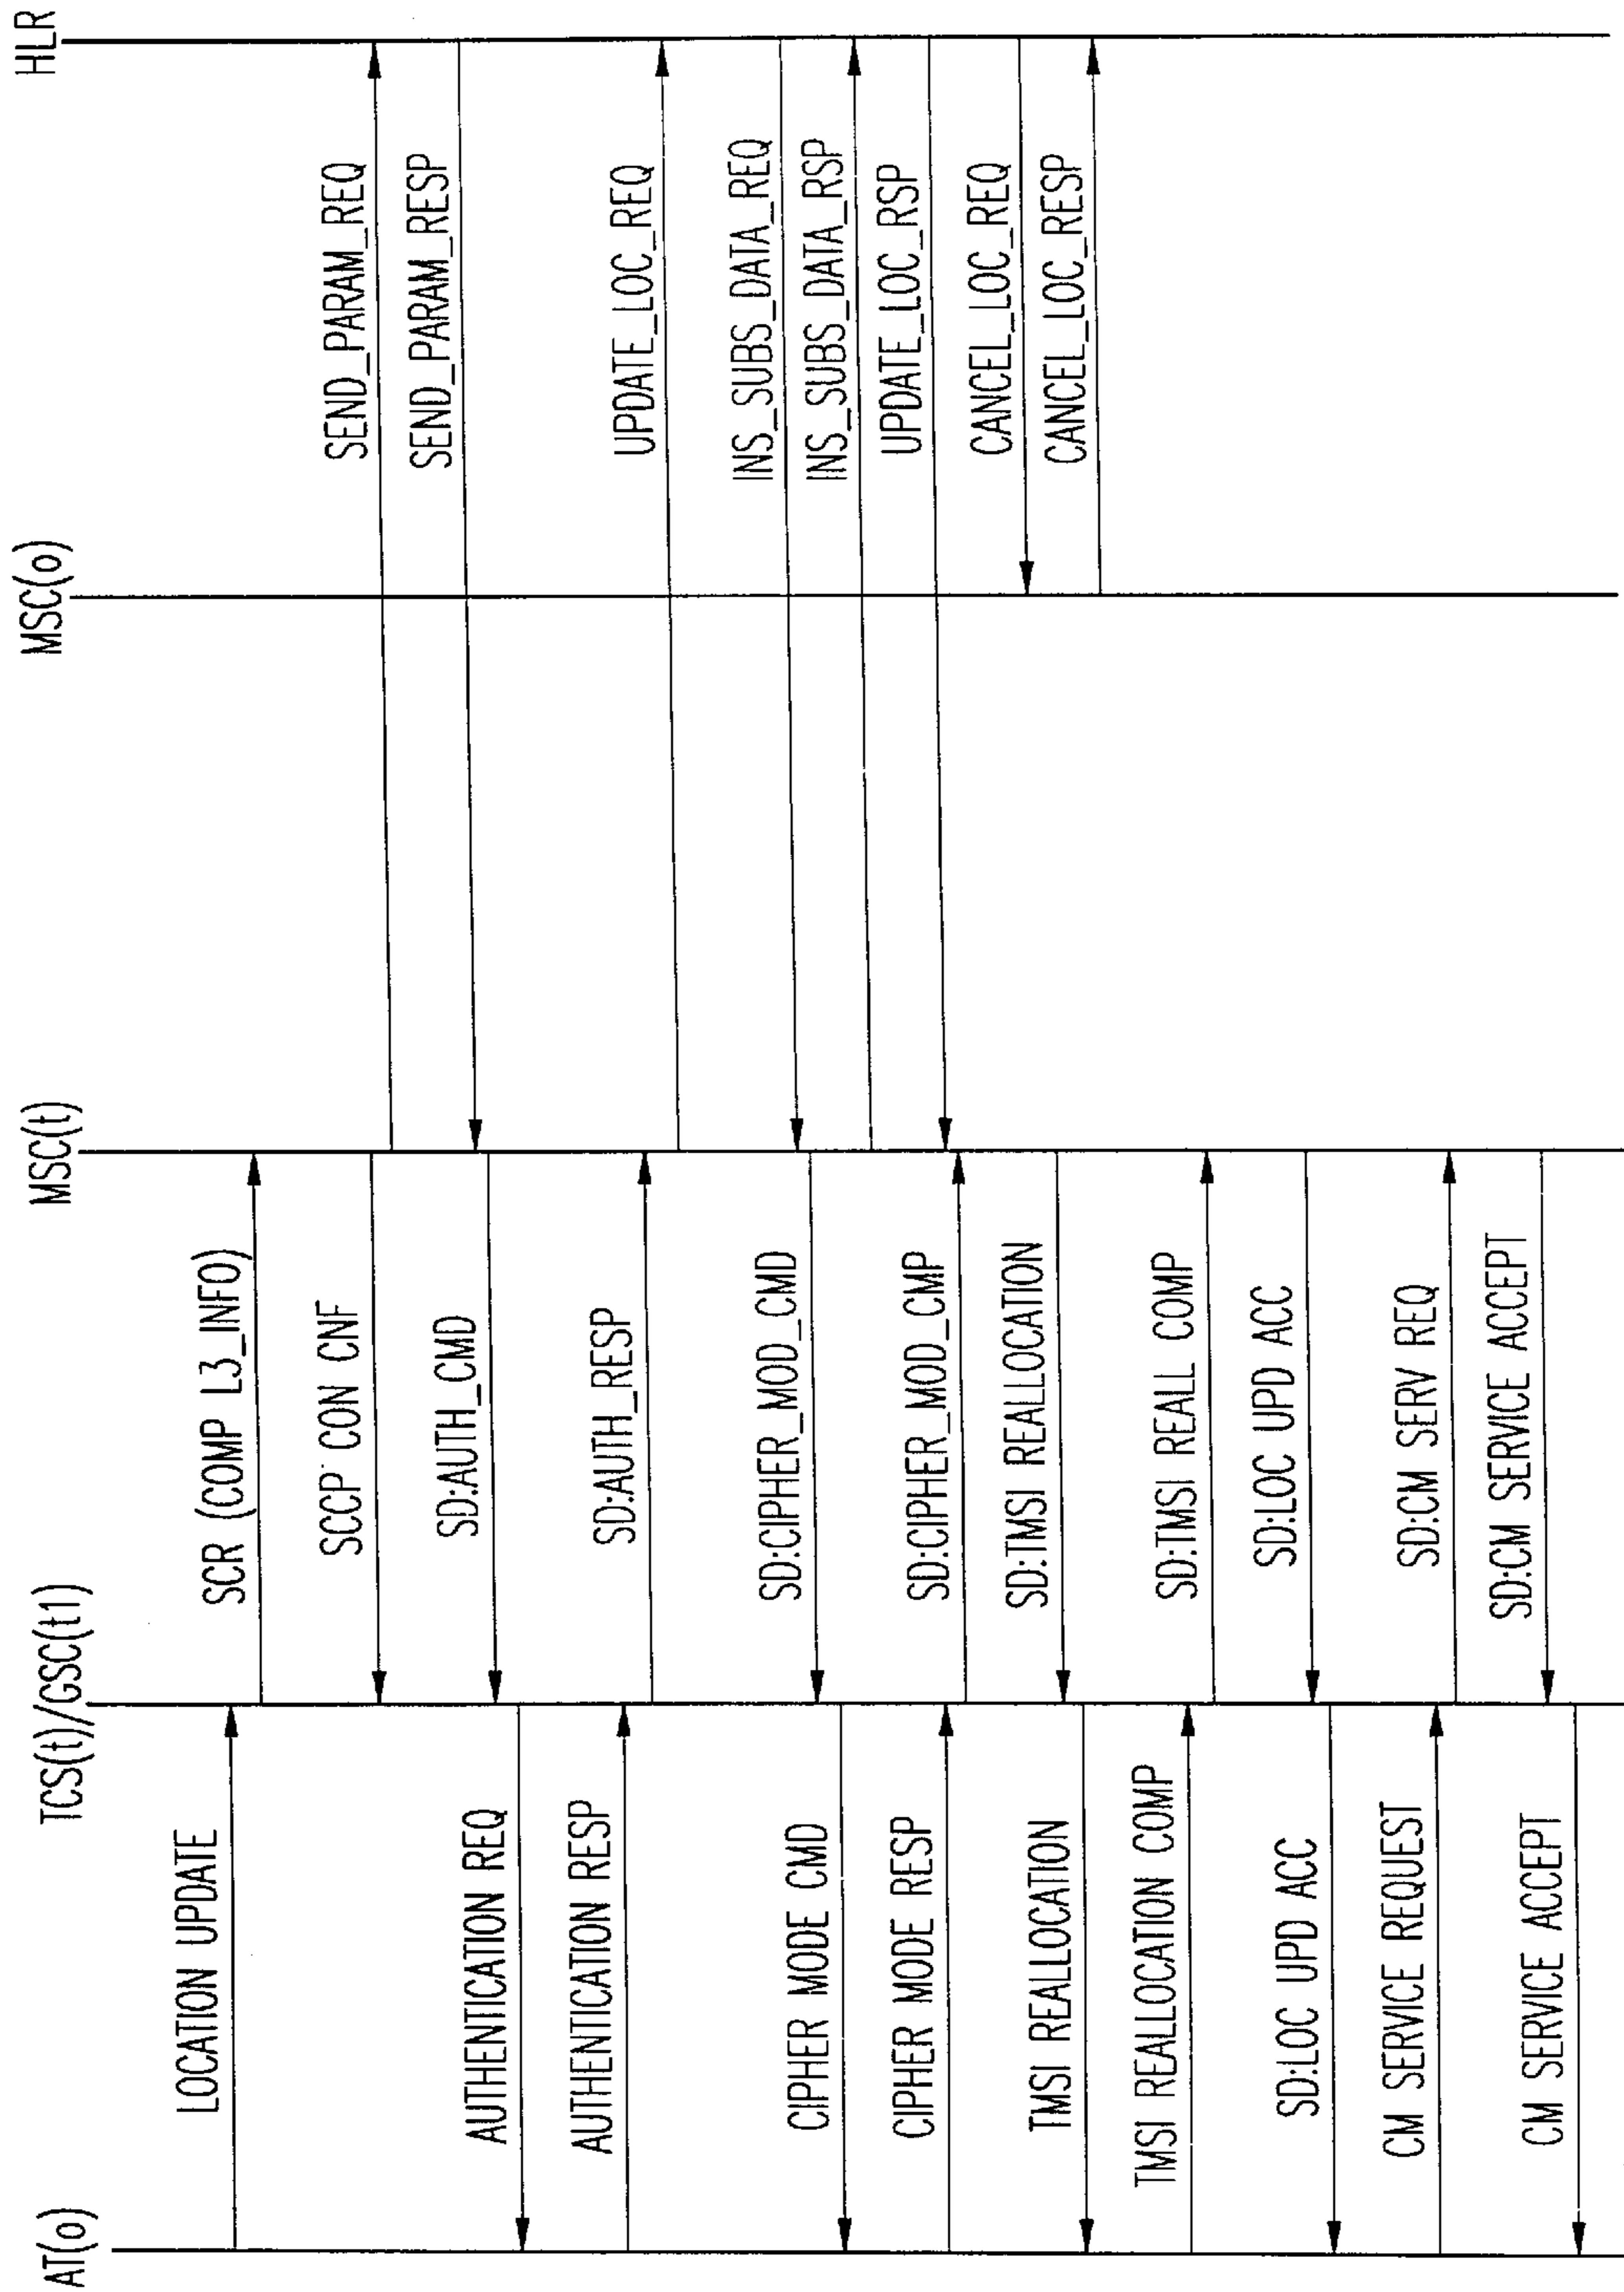 AT(o)
TCS(t)/GSC(t1)
MSC(t)
MSC(o)
HLR
LOCATION UPDATE
SCR (COMP L3_INFO)
SCCP CON CNF
SEND_PARAM_REQ
SEND_PARAM_RESP
SD:AUTH_CMD
AUTHENTICATION REQ
AUTHENTICATION RESP
SD:AUTH_RESP
UPDATE_LOC_REQ
INS_SUBS_DATA_REQ
SD:CIPHER_MOD_CMD
CIPHER MODE CMD
INS_SUBS_DATA_RSP
UPDATE_LOC_RSP
CIPHER MODE RESP
SD:CIPHER_MOD_CMP
CANCEL_LOC_REQ
SD:TMSI REALLOCATION
TMSI REALLOCATION
CANCEL_LOC_RESP
TMSI REALLOCATION COMP
SD:TMSI REALL COMP
SD:LOC UPD ACC
SD:LOC UPD ACC
CM SERVICE REQUEST
SD:CM SERV REQ
SD:CM SERVICE ACCEPT
CM SERVICE ACCEPT